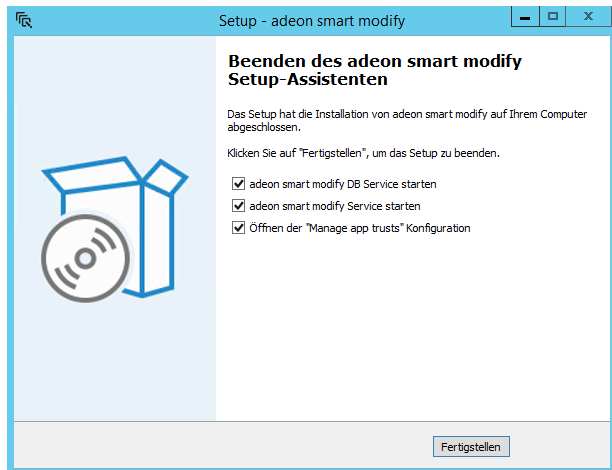 Setup - adeon smart modify
Beenden des adeon smart modify
Setup-Assistenten
Das Setup hat die Installation von adeon smart modify auf Ihrem Computer
abgeschlossen.
Klicken Sie auf "Fertigstellen", um das Setup zu beenden.
adeon smart modify DB Service starten
adeon smart modify Service starten
Öffnen der "Manage app trusts" Konfiguration
Fertigstellen